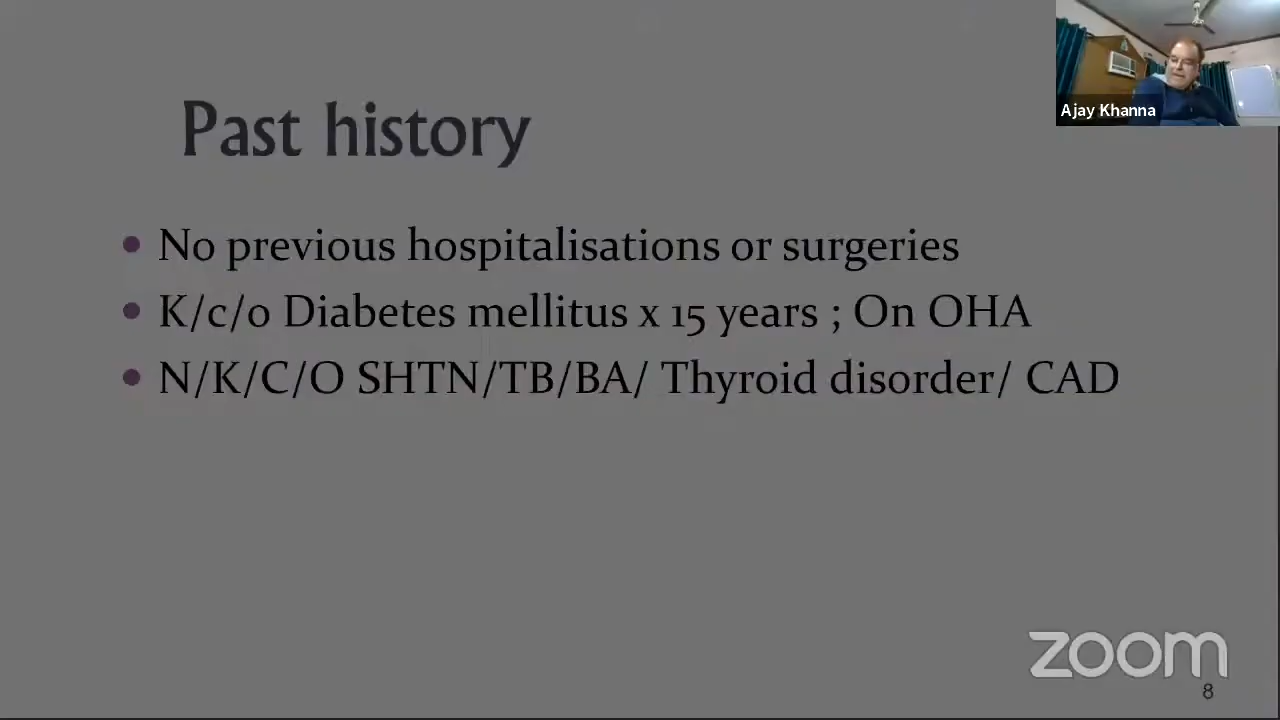 Ajay Khanna
Past history
• No previous hospitalisations or surgeries
• K/c/o Diabetes mellitus x 15 years ; On OHA
• N/K/C/O SHTN/TB/BA/ Thyroid disorder/ CAD
zoom
8